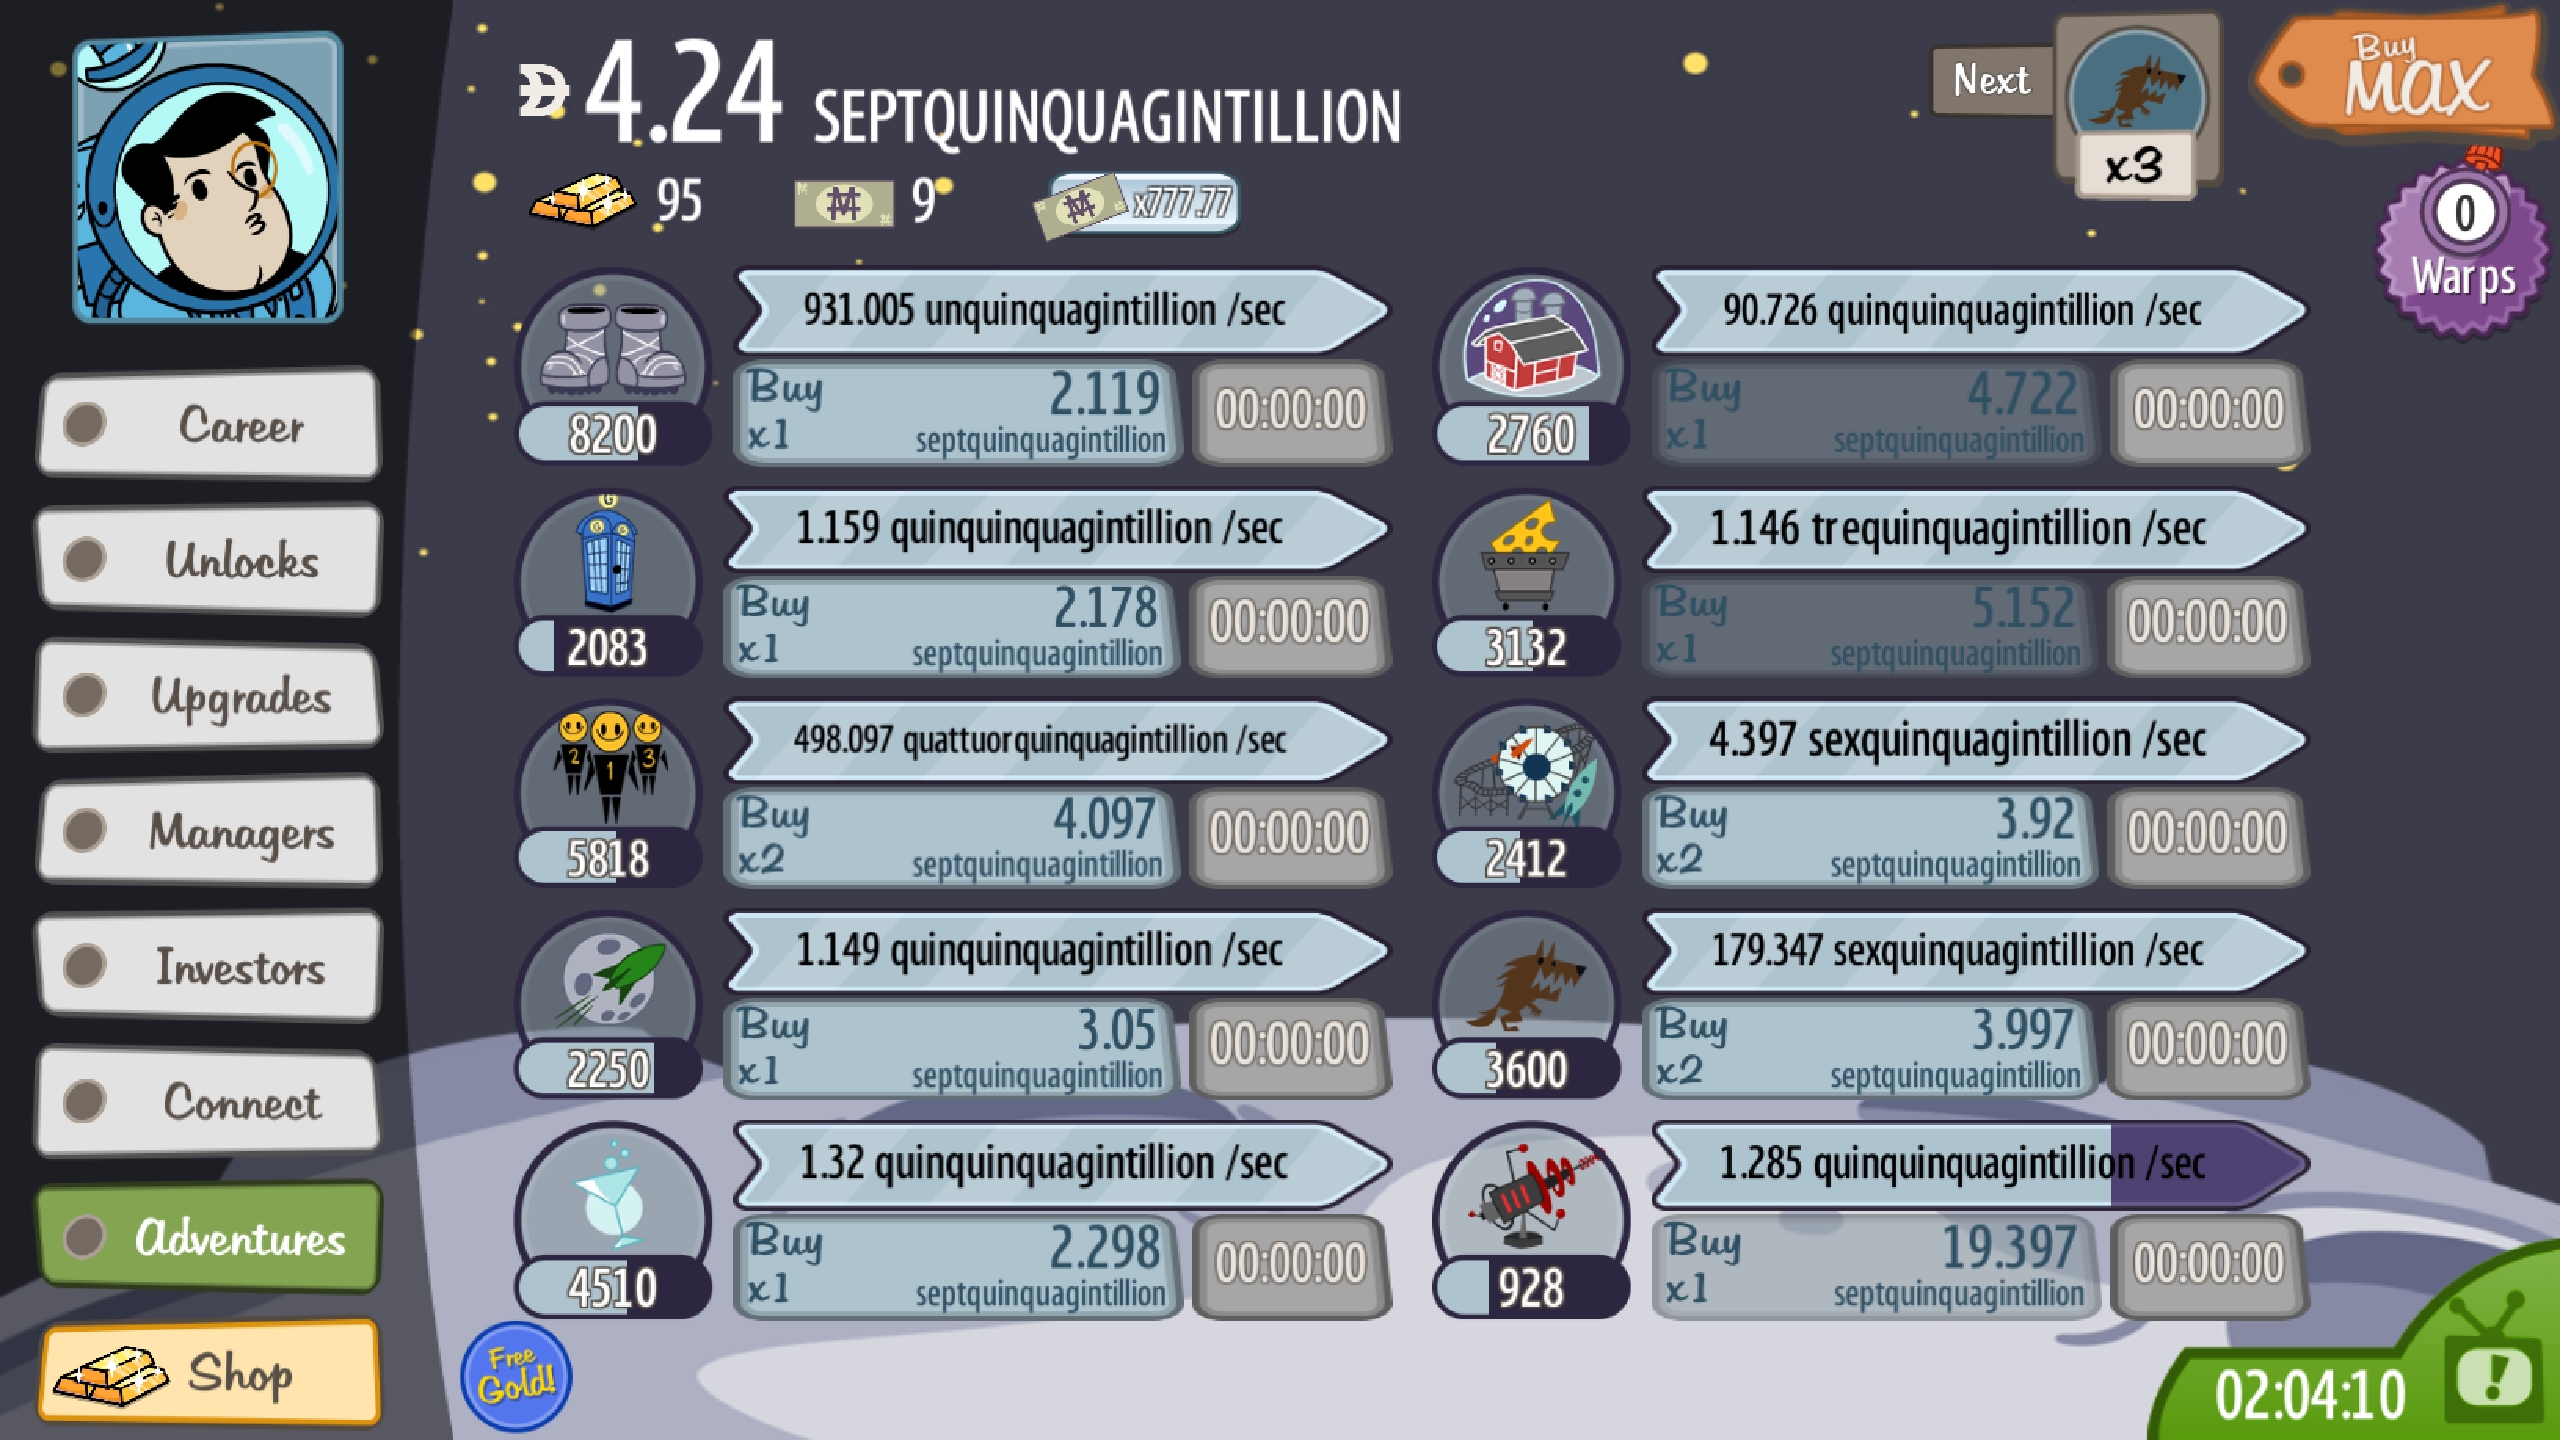 4.24 SEPTQUINQUAGINTILLION
Next
x3
Buy
MAX
95
9
x777.77
0
Warps
Career
Unlocks
Upgrades
Managers
Investors
Connect
Adventures
Shop
931.005 unquinquagintillion /sec
8200
Buy
x1
2.119
septquinquagintillion
00:00:00
90.726 quinquinquagintillion /sec
2760
Buy
x1
4.722
septquinquagintillion
00:00:00
G
G G
1.159 quinquinquagintillion /sec
2083
Buy
x1
2.178
septquinquagintillion
00:00:00
1.146 trequinquagintillion /sec
3132
Buy
x1
5.152
septquinquagintillion
00:00:00
2 1 3
498.097 quattuorquinquagintillion /sec
5818
Buy
x2
4.097
septquinquagintillion
00:00:00
4.397 sexquinquagintillion /sec
2412
Buy
x2
3.92
septquinquagintillion
00:00:00
1.149 quinquinquagintillion /sec
2250
Buy
x1
3.05
septquinquagintillion
00:00:00
179.347 sexquinquagintillion /sec
3600
Buy
x2
3.997
septquinquagintillion
00:00:00
1.32 quinquinquagintillion /sec
4510
Buy
x1
2.298
septquinquagintillion
00:00:00
1.285 quinquinquagintillion /sec
928
Buy
x1
19.397
septquinquagintillion
00:00:00
Free
Gold!
02:04:10
!